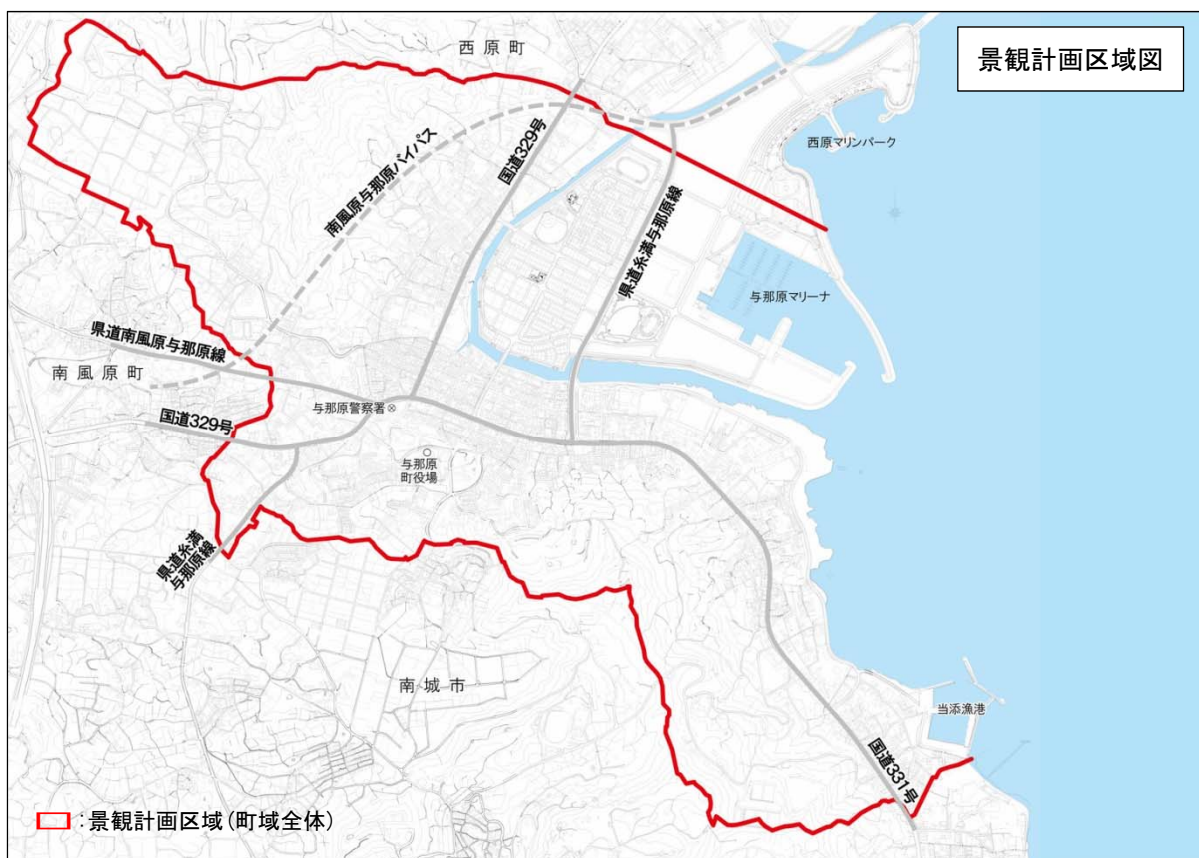 景観計画区域図
西原町
西原マリンパーク
国道329号
南風原与那原バイパス
県道糸満与那原線
与那原マリーナ
県道南風原与那原線
南風原町
与那原警察署
国道329号
与那原
町役場
県道糸満
与那原線
南城市
当添漁港
国道331号
:景観計画区域(町域全体)